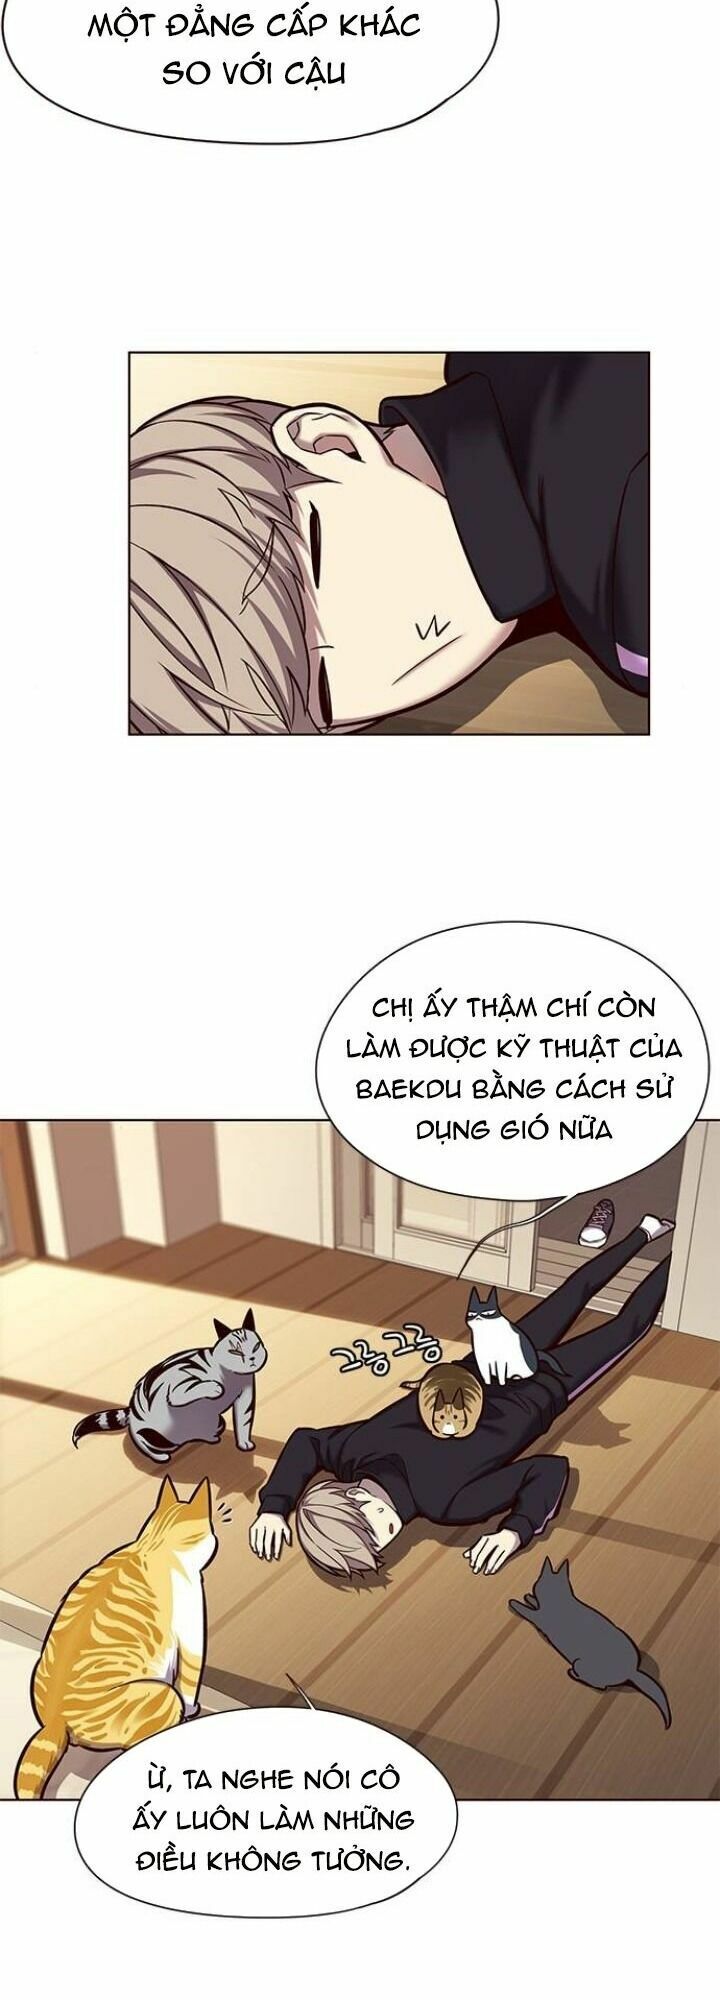 MỘT ĐẲNG CẤP KHÁC
SO VỚI CẬU
CHỊ ẤY THẬM CHÍ CÒN
LÀM ĐƯỢC KỸ THUẬT CỦA
BAEKDU BẰNG CÁCH SỬ
DỤNG GIÓ NỮA
그릉그릉
Ừ, TA NGHE NÓI CÔ
ẤY LUÔN LÀM NHỮNG
ĐIỀU KHÔNG TƯỞNG.